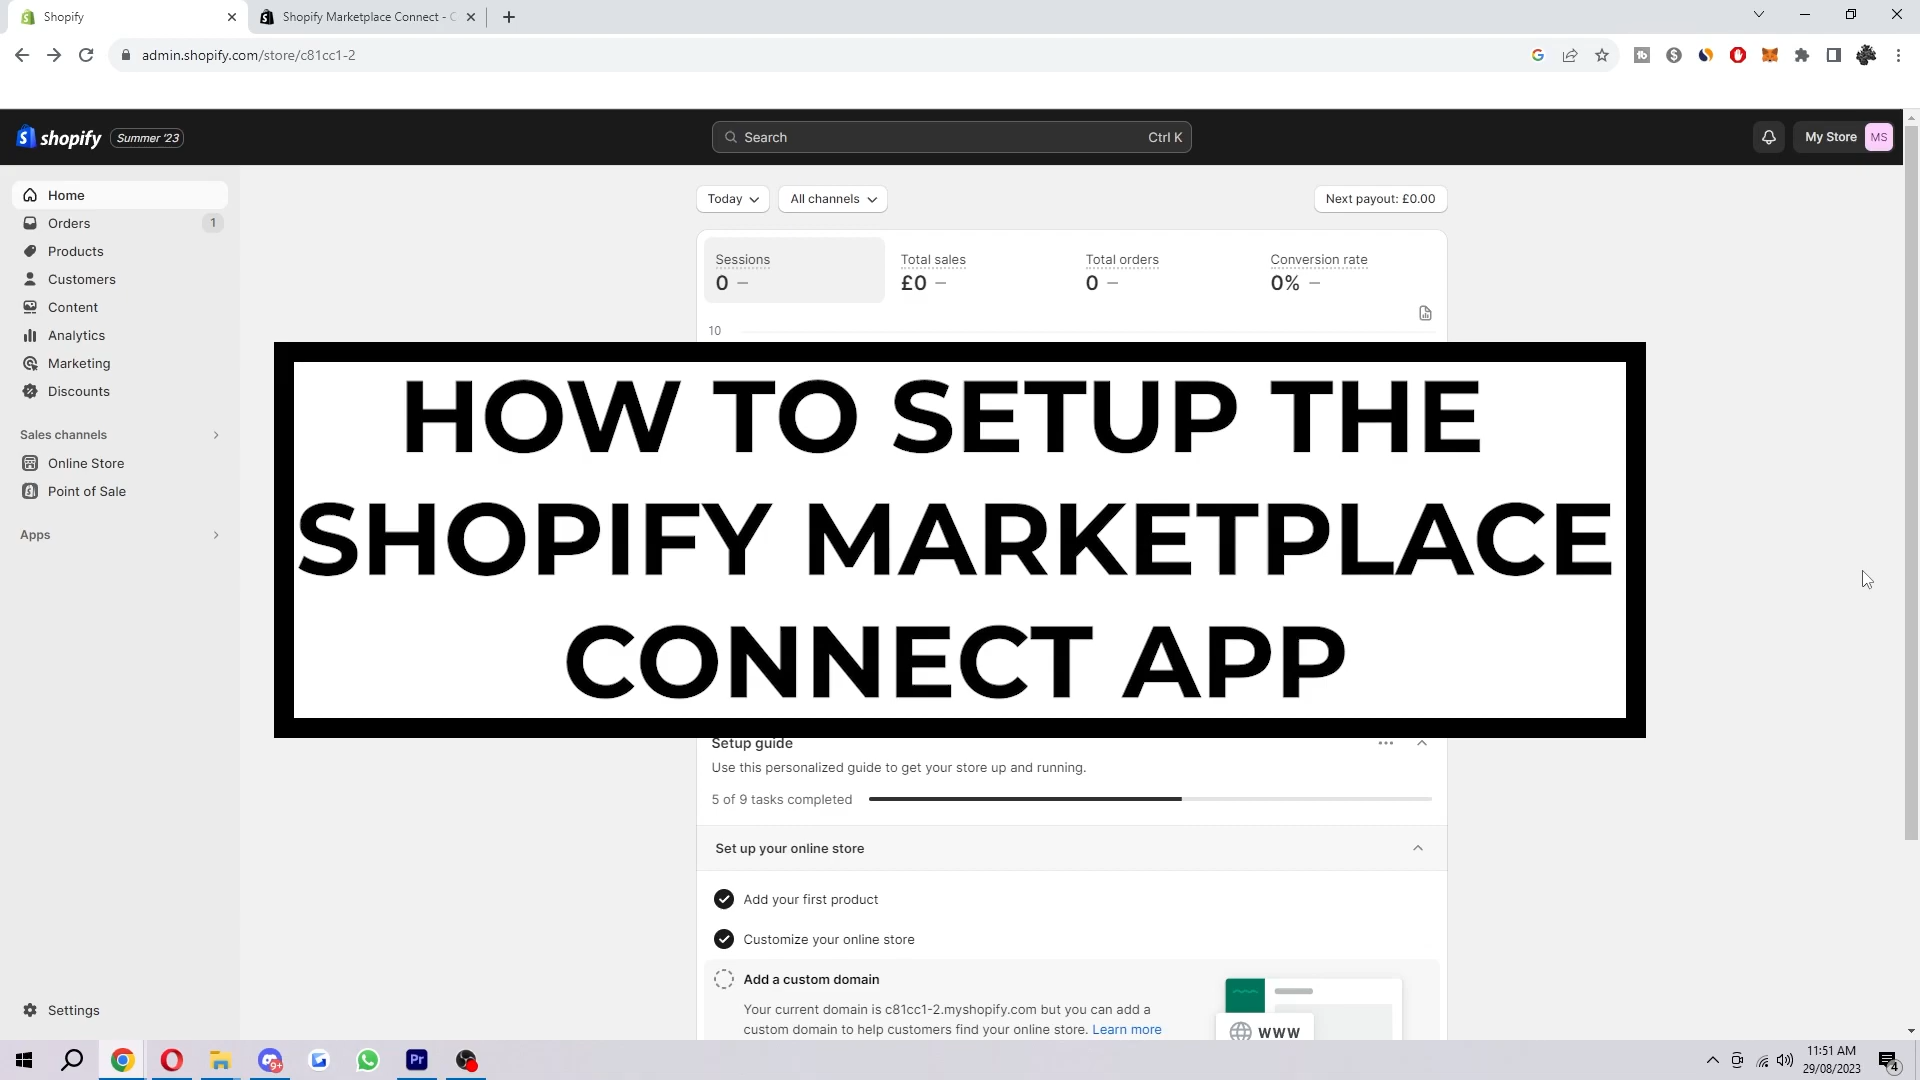 Shopify
Shopify Marketplace Connect - C
admin.shopify.com/store/c81cc1-2
shopify
Summer '23
Search
Ctrl K
My Store
MS
Home
Orders
1
Products
Customers
Content
Analytics
Marketing
Discounts
Sales channels
Online Store
Point of Sale
Apps
Settings
Today
All channels
Next payout: £0.00
Sessions
0 –
Total sales
£0 –
Total orders
0 –
Conversion rate
0% –
10
HOW TO SETUP THE
SHOPIFY MARKETPLACE
CONNECT APP
Setup guide
Use this personalized guide to get your store up and running.
5 of 9 tasks completed
Set up your online store
Add your first product
Customize your online store
Add a custom domain
Your current domain is c81cc1-2.myshopify.com but you can add a
custom domain to help customers find your online store. Learn more
www
9+
Pr
11:51 AM
29/08/2023
4